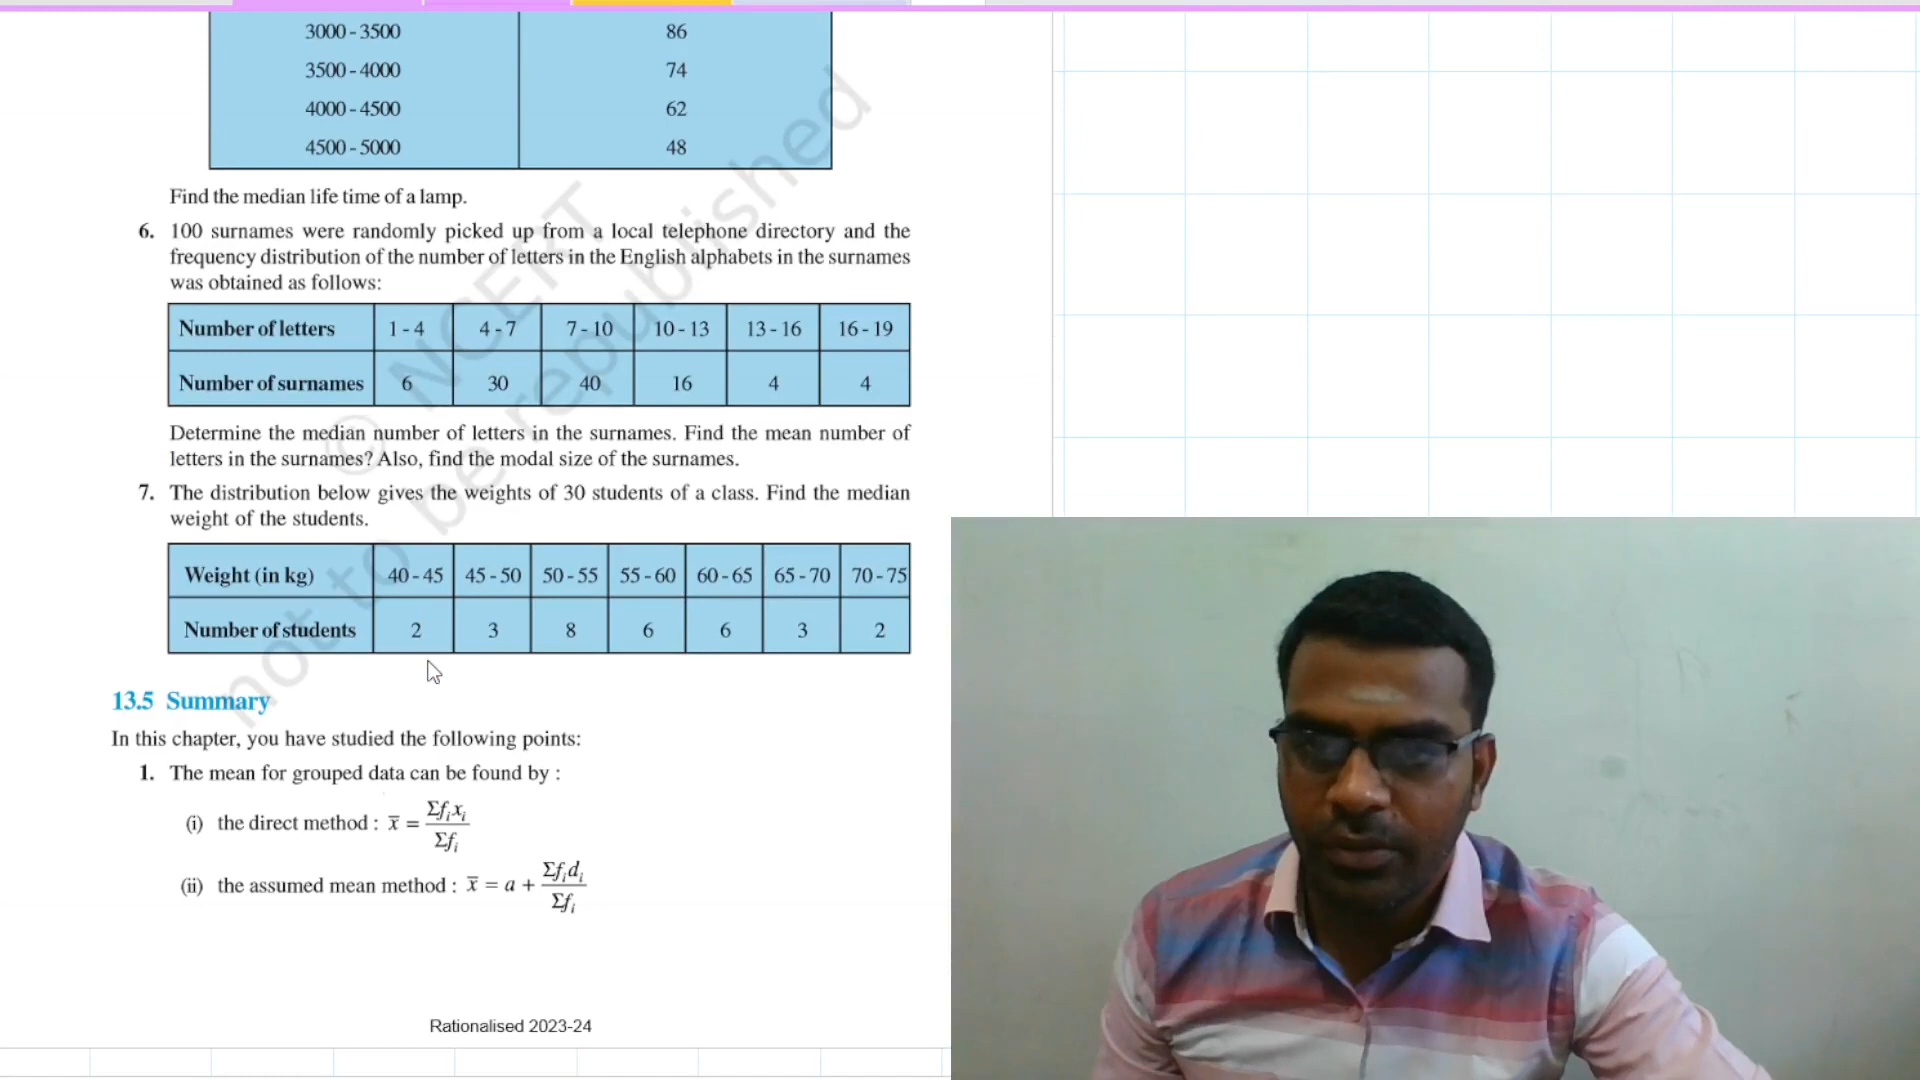 3000 - 3500 86
3500 - 4000 74
4000 - 4500 62
4500 - 5000 48
Find the median life time of a lamp.
6. 100 surnames were randomly picked up from a local telephone directory and the
frequency distribution of the number of letters in the English alphabets in the surnames
was obtained as follows:
Number of letters 1 - 4 4 - 7 7 - 10 10 - 13 13 - 16 16 - 19
Number of surnames 6 30 40 16 4 4
Determine the median number of letters in the surnames. Find the mean number of
letters in the surnames? Also, find the modal size of the surnames.
7. The distribution below gives the weights of 30 students of a class. Find the median
weight of the students.
Weight (in kg) 40 - 45 45 - 50 50 - 55 55 - 60 60 - 65 65 - 70 70 - 75
Number of students 2 3 8 6 6 3 2
13.5 Summary
In this chapter, you have studied the following points:
1. The mean for grouped data can be found by :
(i) the direct method : x̄ = Σfᵢxᵢ / Σfᵢ
(ii) the assumed mean method : x̄ = a + Σfᵢdᵢ / Σfᵢ
Rationalised 2023-24
© NCERT
not to be republished